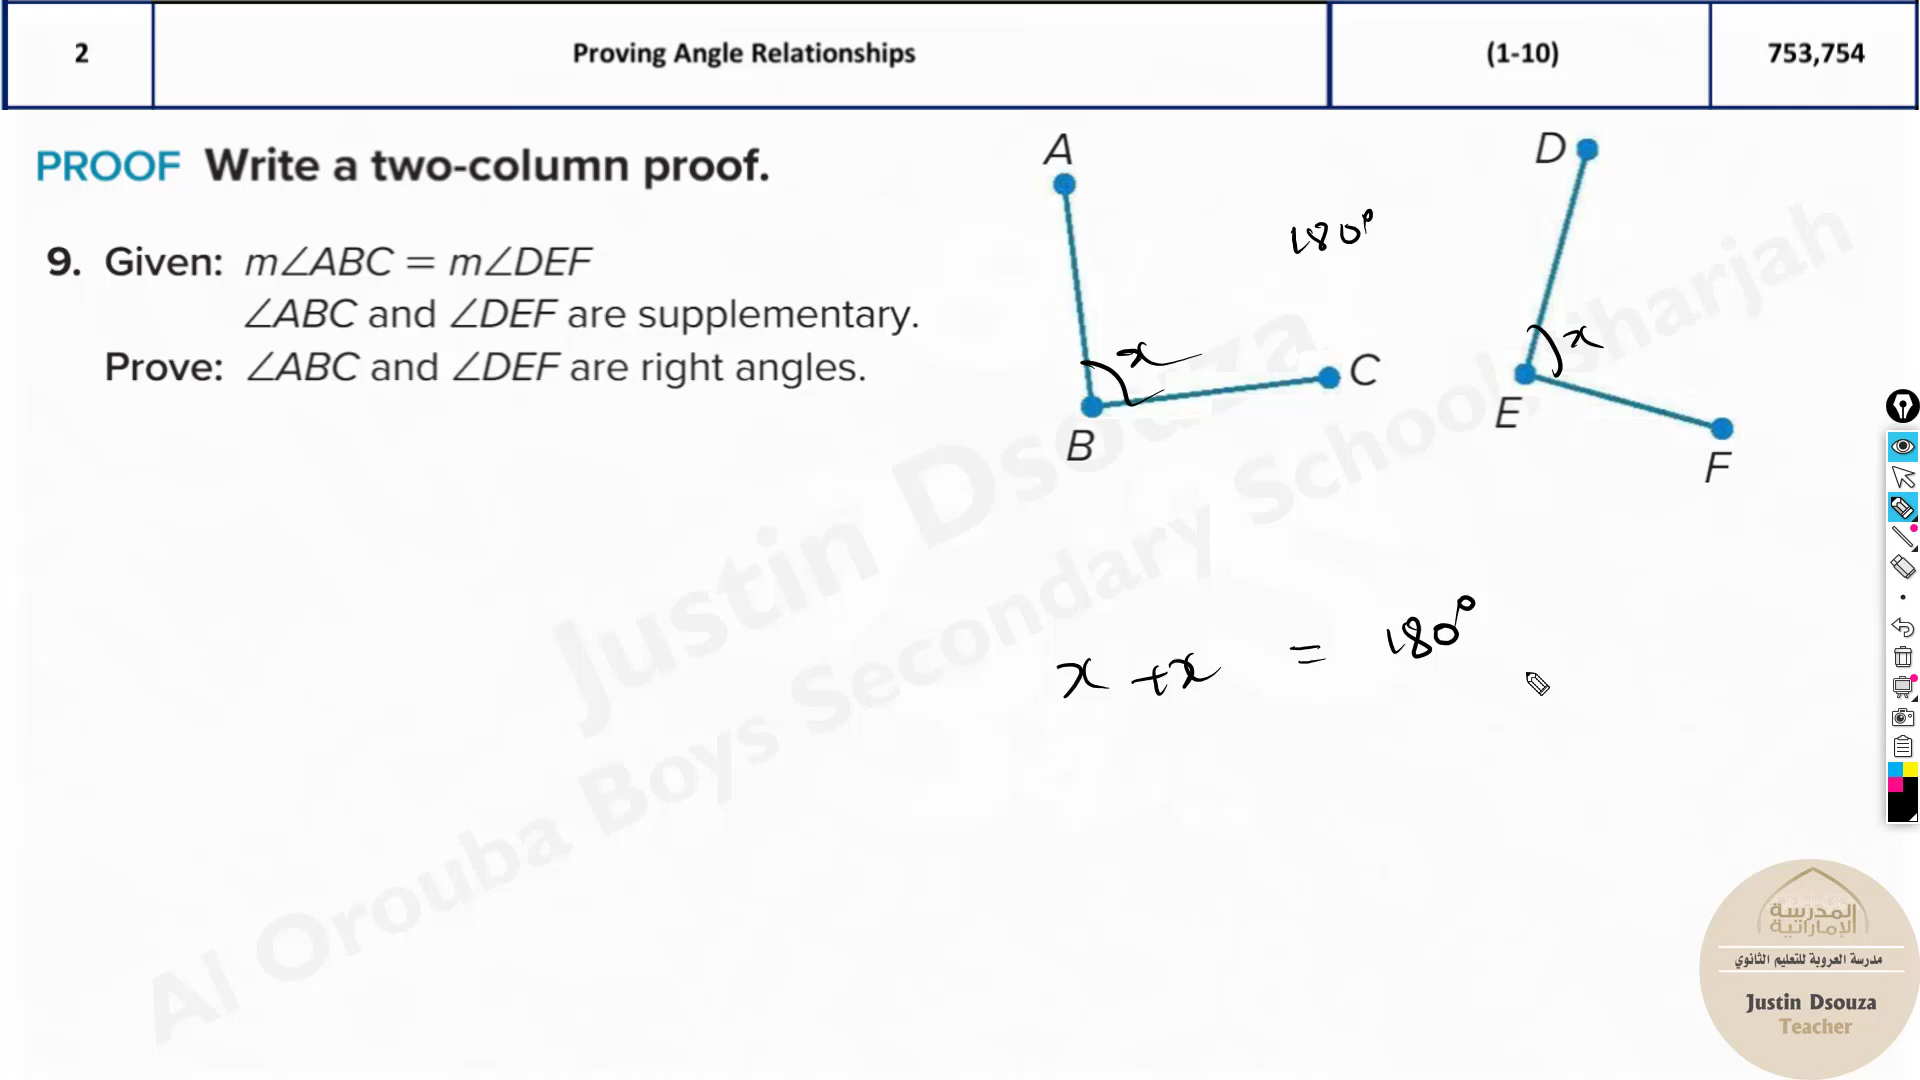 2 Proving Angle Relationships (1-10) 753,754
PROOF Write a two-column proof.
9. Given: m∠ABC = m∠DEF
∠ABC and ∠DEF are supplementary.
Prove: ∠ABC and ∠DEF are right angles.
A
D
180°
x
x
C
B
E
F
x + x = 180°
Justin Dsouza
Al Orouba Boys Secondary School, Sharjah
المدرسة
الإماراتية
مدرسة العروبة للتعليم الثانوي
Justin Dsouza
Teacher